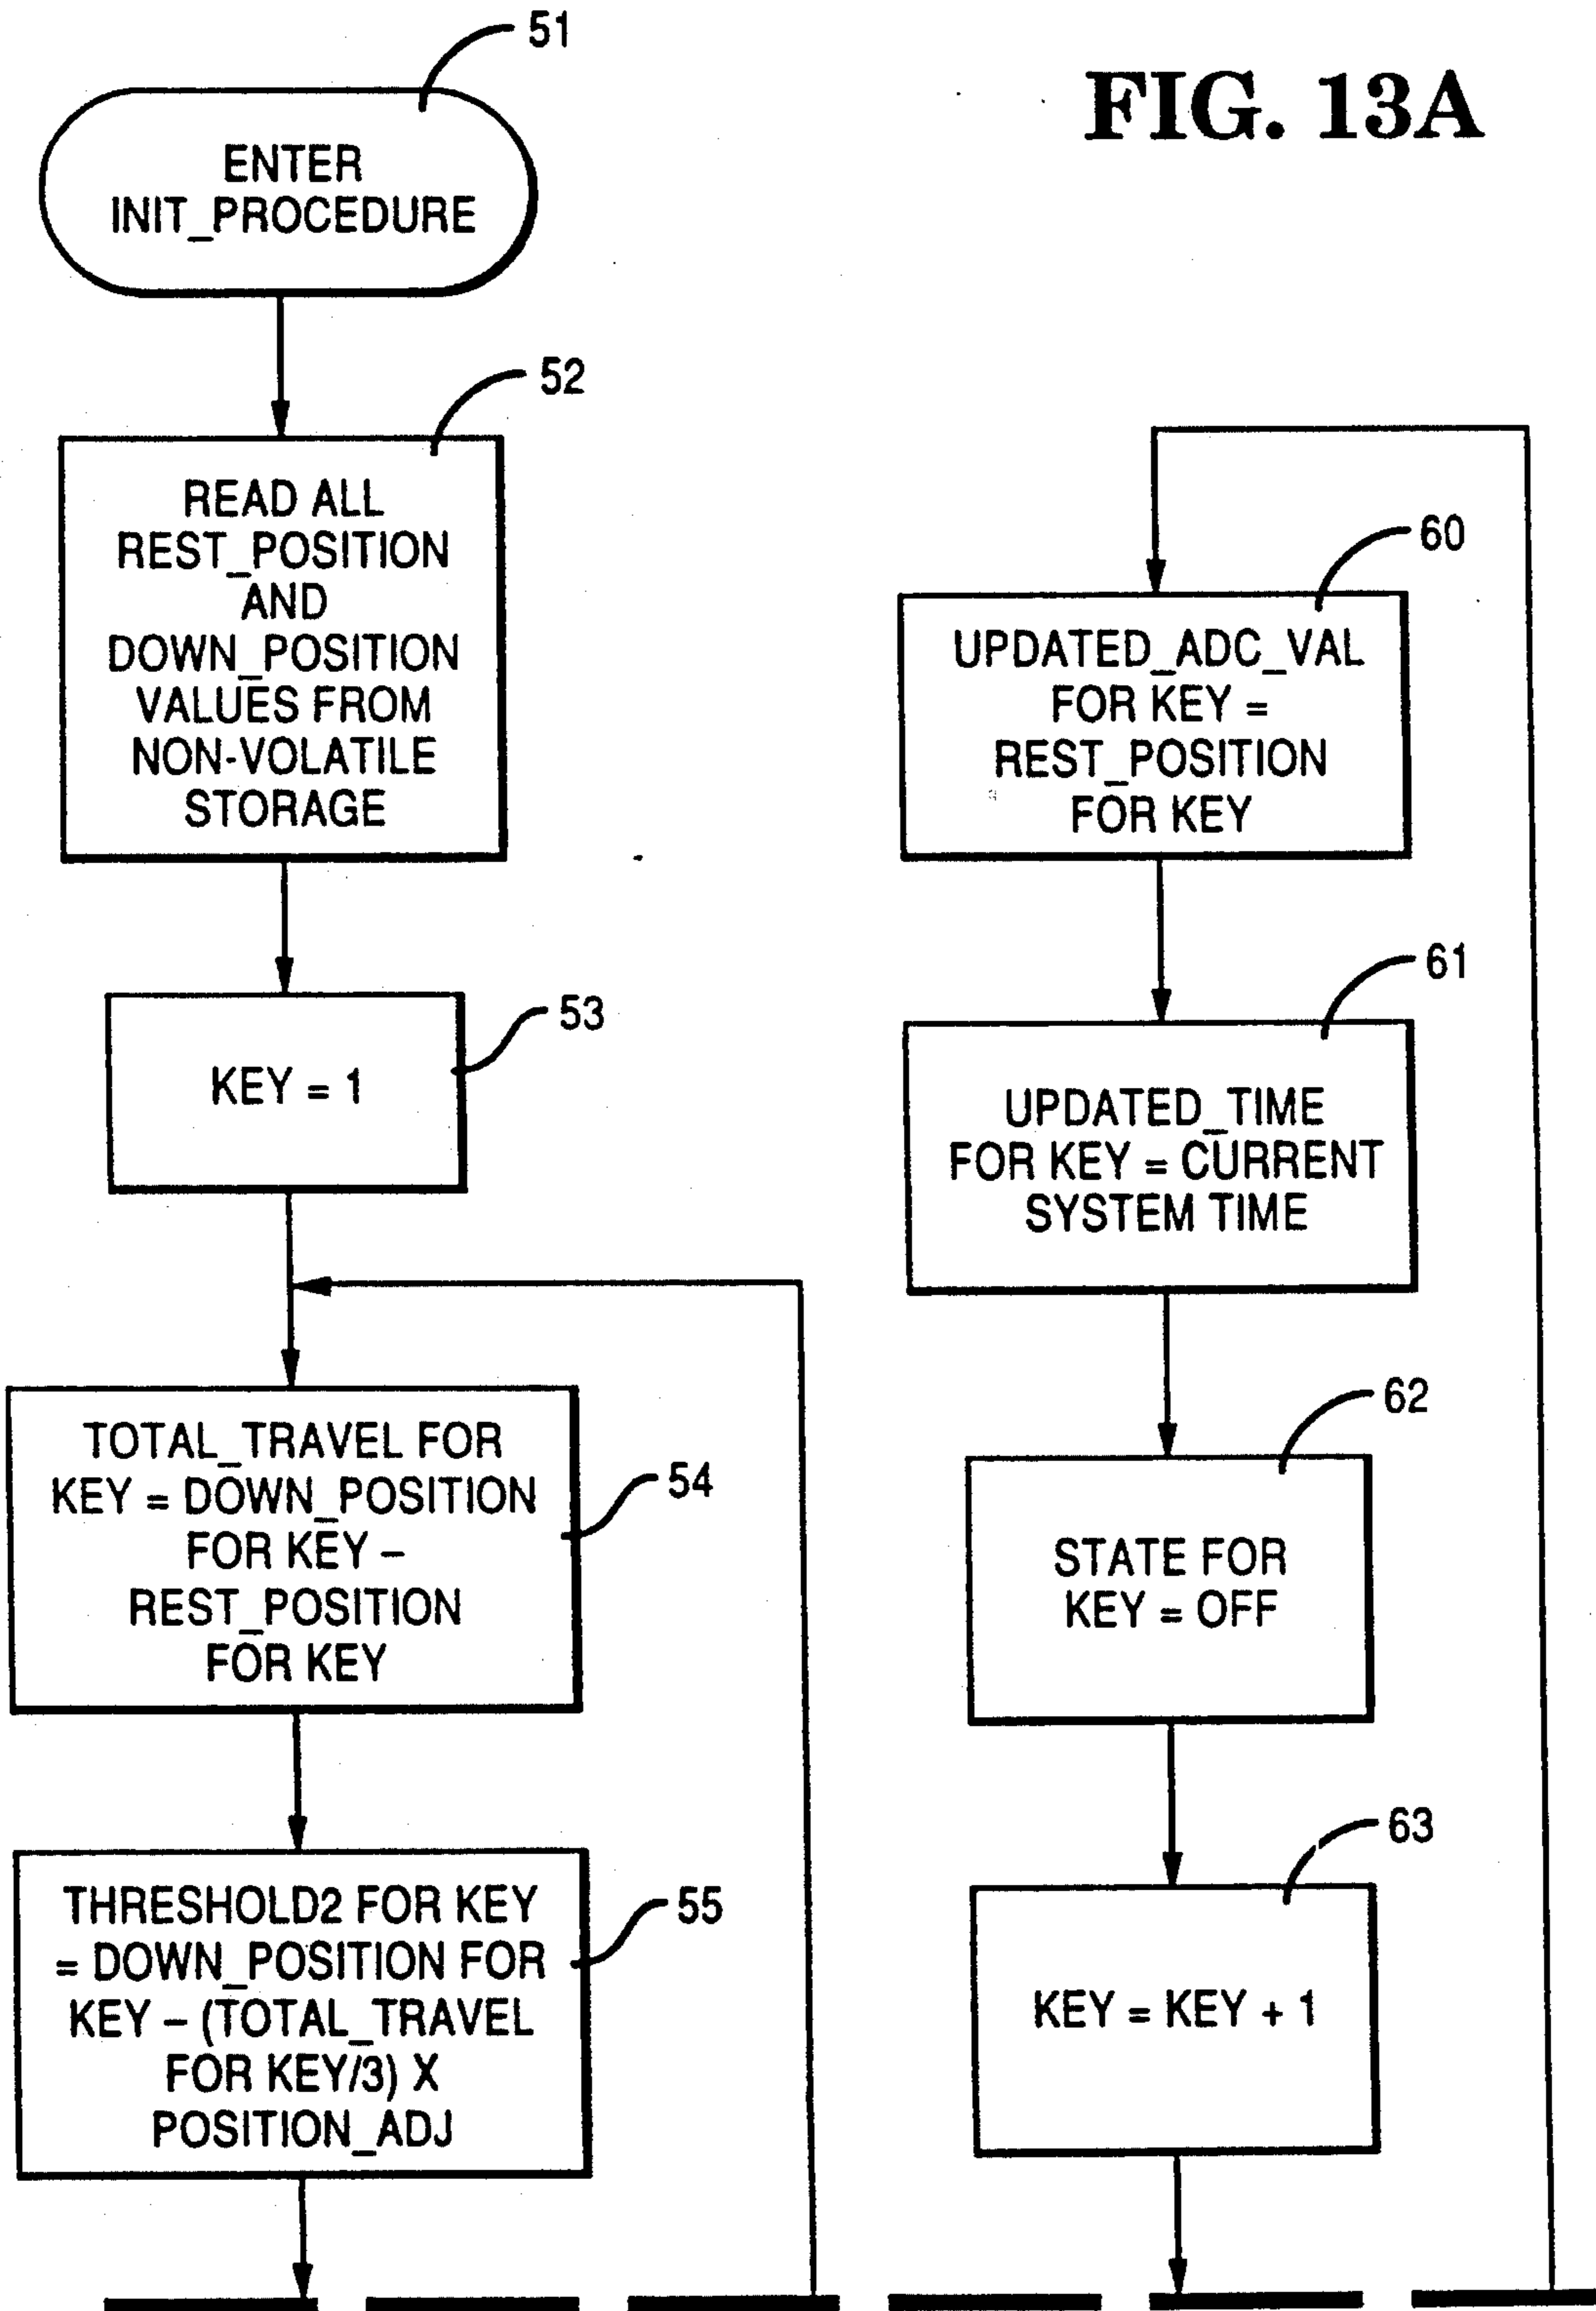 FIG. 13A
51
ENTER
INIT_PROCEDURE
52
READ ALL
REST_POSITION
AND
DOWN_POSITION
VALUES FROM
NON-VOLATILE
STORAGE
53
KEY = 1
54
TOTAL_TRAVEL FOR
KEY = DOWN_POSITION
FOR KEY –
REST_POSITION
FOR KEY
55
THRESHOLD2 FOR KEY
= DOWN_POSITION FOR
KEY – (TOTAL_TRAVEL
FOR KEY/3) X
POSITION_ADJ
60
UPDATED_ADC_VAL
FOR KEY =
REST_POSITION
FOR KEY
61
UPDATED_TIME
FOR KEY = CURRENT
SYSTEM TIME
62
STATE FOR
KEY = OFF
63
KEY = KEY + 1